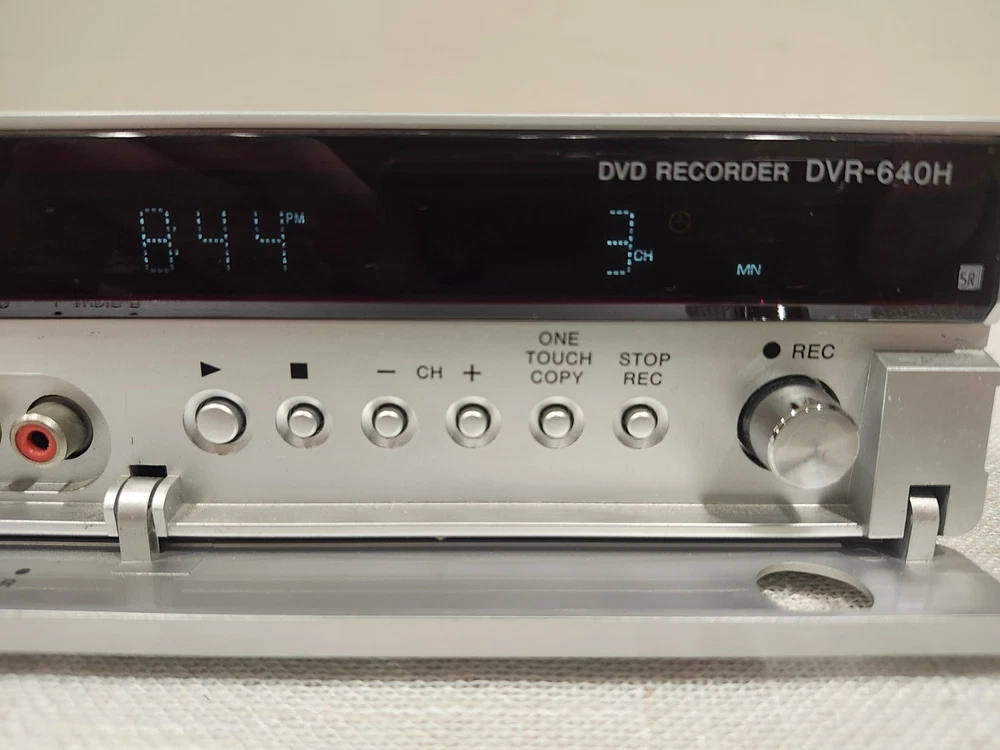 DVD RECORDER DVR-640H
8 44 PM
3 CH
MN
SR
▶ ■ − CH +
ONE
TOUCH
COPY
STOP
REC
● REC
R